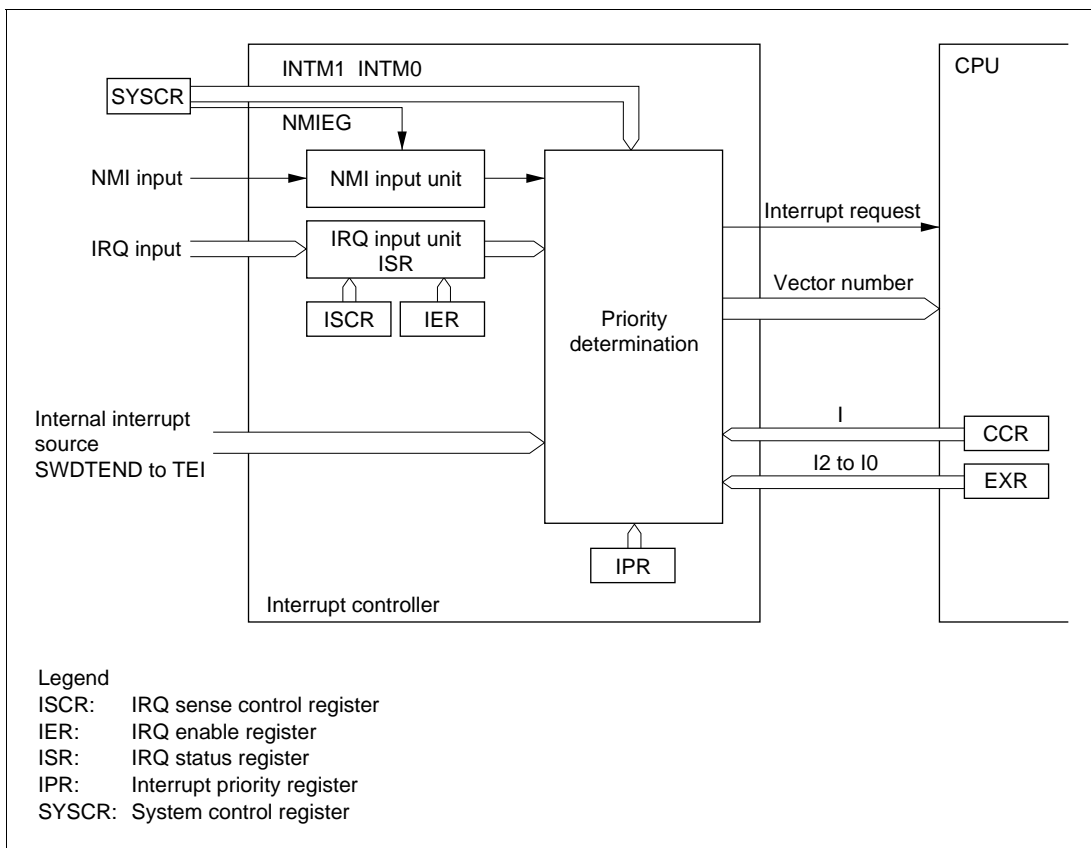 INTM1 INTM0
CPU
SYSCR
NMIEG
NMI input
NMI input unit
Interrupt request
IRQ input
IRQ input unit
ISR
Vector number
ISCR
IER
Priority
determination
Internal interrupt
source
SWDTEND to TEI
I
CCR
I2 to I0
EXR
IPR
Interrupt controller
Legend
ISCR: IRQ sense control register
IER: IRQ enable register
ISR: IRQ status register
IPR: Interrupt priority register
SYSCR: System control register